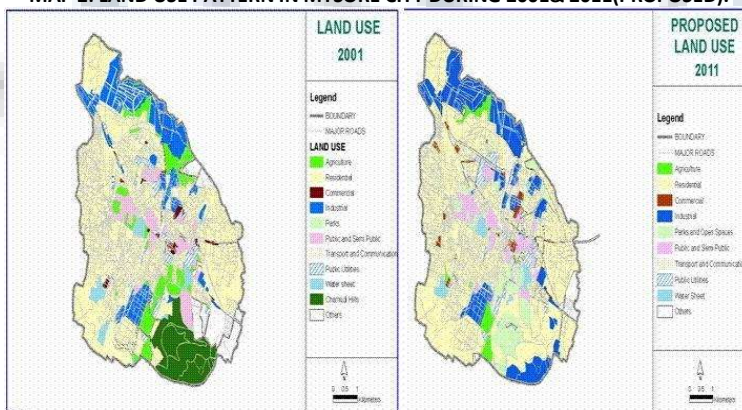 MAP 1: LAND USE PATTERN IN MYSORE CITY DURING 2001& 2011(PROPOSED).
LAND USE
2001
Legend
BOUNDARY
MAJOR ROADS
LAND USE
Agriculture
Residential
Commercial
Industrial
Parks
Public and Semi Public
Transport and Communication
Public Utilities
Water sheet
Chamudi Hills
Others
0 0.5 1
Kilometers
PROPOSED
LAND USE
2011
Legend
BOUNDARY
MAJOR ROADS
Agriculture
Residential
Commercial
Industrial
Parks and Open Spaces
Public and Semi Public
Transport and Communicati
Public Utilities
Water Sheet
Others
0 0.5 1
Kilometers